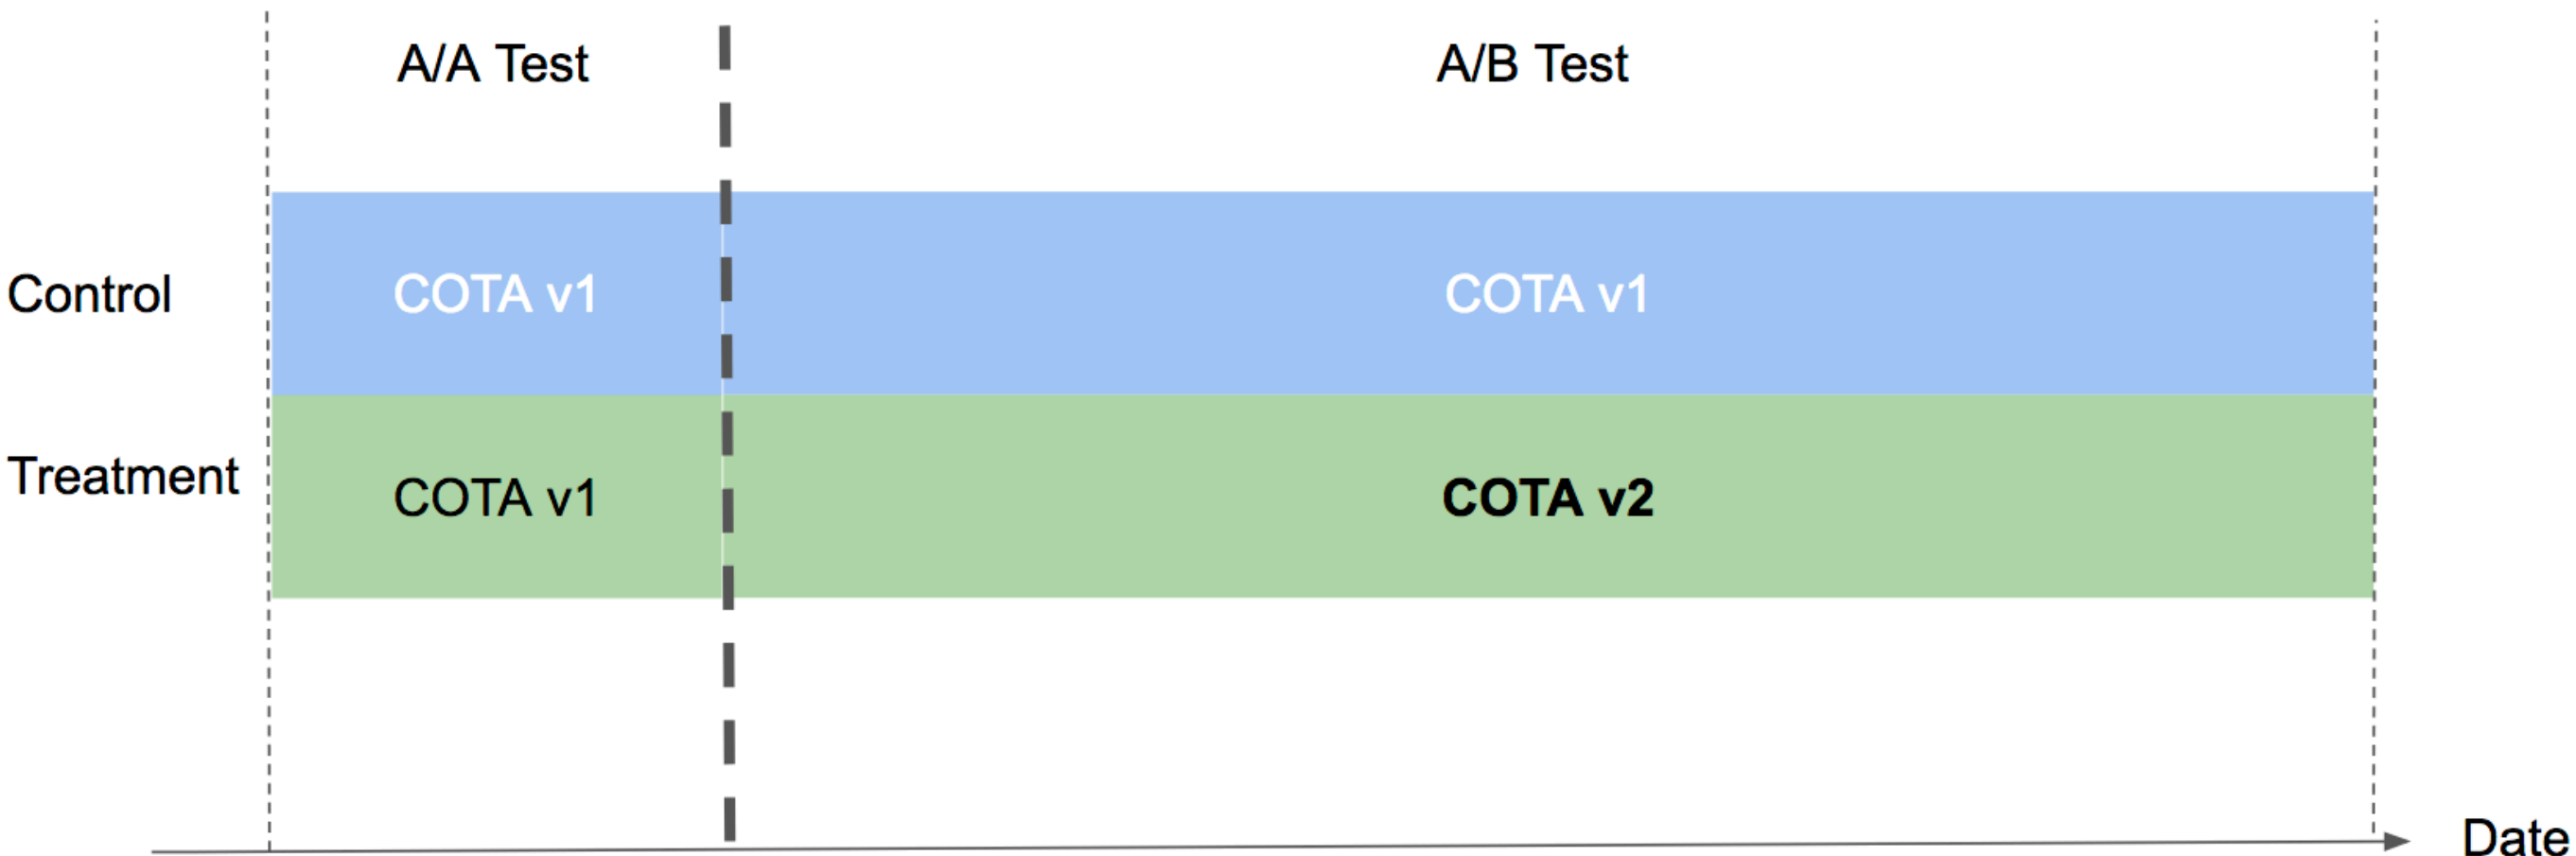 A/A Test
A/B Test
Control
COTA v1
COTA v1
Treatment
COTA v1
COTA v2
Date